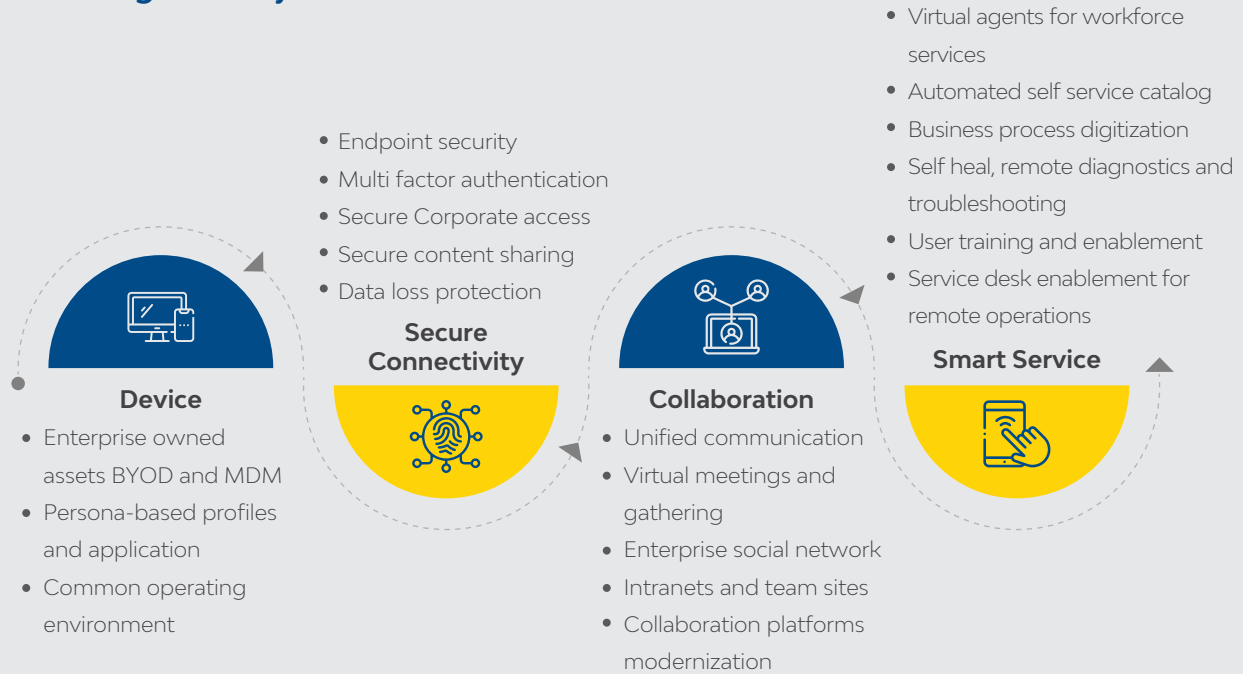 Device
• Enterprise owned
assets BYOD and MDM
• Persona-based profiles
and application
• Common operating
environment
• Endpoint security
• Multi factor authentication
• Secure Corporate access
• Secure content sharing
• Data loss protection
Secure
Connectivity
Collaboration
• Unified communication
• Virtual meetings and
gathering
• Enterprise social network
• Intranets and team sites
• Collaboration platforms
modernization
• Virtual agents for workforce
services
• Automated self service catalog
• Business process digitization
• Self heal, remote diagnostics and
troubleshooting
• User training and enablement
• Service desk enablement for
remote operations
Smart Service